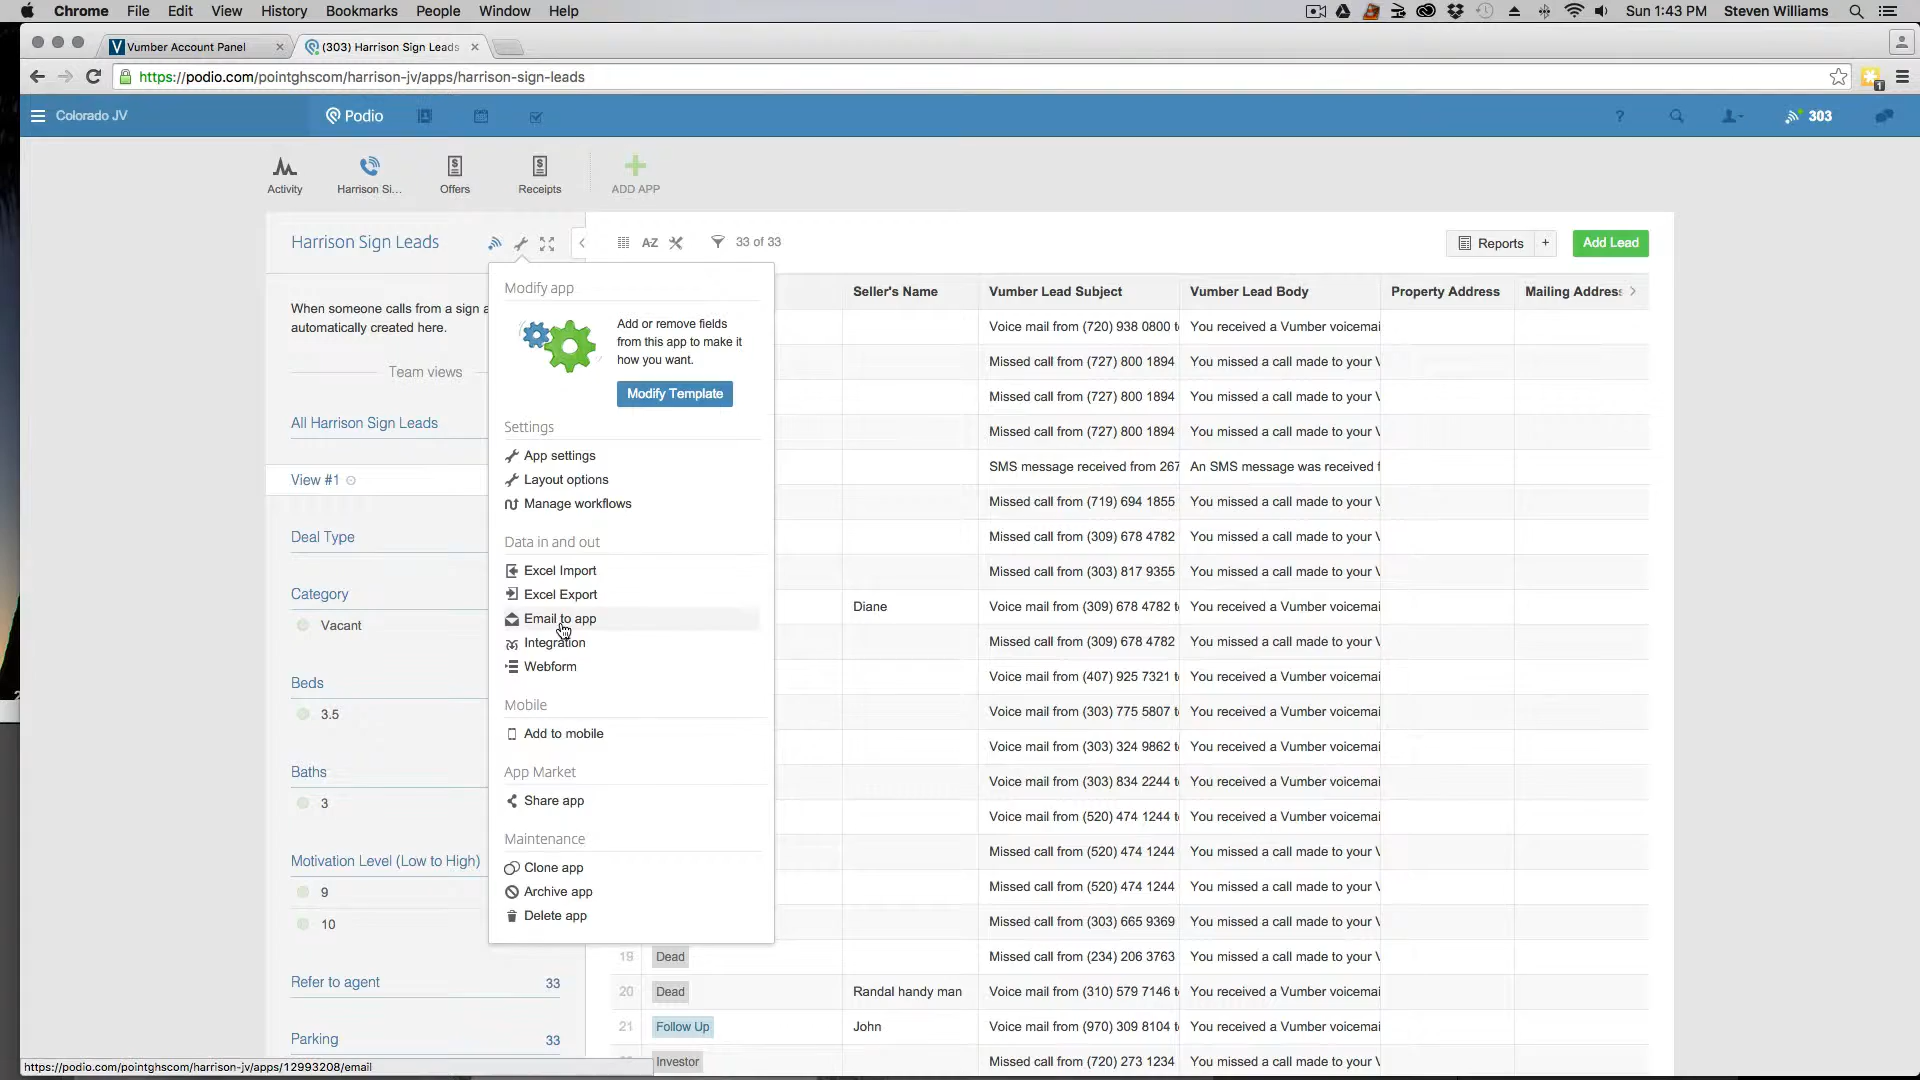 Chrome File Edit View History Bookmarks People Window Help Sun 1:43 PM Steven Williams
Vumber Account Panel (303) Harrison Sign Leads
https://podio.com/pointghscom/harrison-jv/apps/harrison-sign-leads 1
Colorado JV Podio ? 303
Activity Harrison Si... Offers Receipts ADD APP
Harrison Sign Leads AZ 33 of 33 Reports + Add Lead
When someone calls from a sign a
automatically created here.
Team views
All Harrison Sign Leads
View #1
Deal Type
Category
Vacant
Beds
3.5
Baths
3
Motivation Level (Low to High)
9
10
Refer to agent 33
Parking 33
Modify app
Add or remove fields
from this app to make it
how you want.
Modify Template
Settings
App settings
Layout options
Manage workflows
Data in and out
Excel Import
Excel Export
Email to app
Integration
Webform
Mobile
Add to mobile
App Market
Share app
Maintenance
Clone app
Archive app
Delete app
Seller's Name Vumber Lead Subject Vumber Lead Body Property Address Mailing Address
Voice mail from (720) 938 0800 You received a Vumber voicemai
Missed call from (727) 800 1894 You missed a call made to your
Missed call from (727) 800 1894 You missed a call made to your
Missed call from (727) 800 1894 You missed a call made to your
SMS message received from 267 An SMS message was received
Missed call from (719) 694 1855 You missed a call made to your
Missed call from (309) 678 4782 You missed a call made to your
Missed call from (303) 817 9355 You missed a call made to your
Diane Voice mail from (309) 678 4782 You received a Vumber voicemai
Missed call from (309) 678 4782 You missed a call made to your
Voice mail from (407) 925 7321 You received a Vumber voicemai
Voice mail from (303) 775 5807 You received a Vumber voicemai
Voice mail from (303) 324 9862 You received a Vumber voicemai
Voice mail from (303) 834 2244 You received a Vumber voicemai
Voice mail from (520) 474 1244 You received a Vumber voicemai
Missed call from (520) 474 1244 You missed a call made to your
Missed call from (520) 474 1244 You missed a call made to your
Missed call from (303) 665 9369 You missed a call made to your
19 Dead Missed call from (234) 206 3763 You missed a call made to your
20 Dead Randal handy man Voice mail from (310) 579 7146 You received a Vumber voicemai
21 Follow Up John Voice mail from (970) 309 8104 You received a Vumber voicemai
Investor Missed call from (720) 273 1234 You missed a call made to your
https://podio.com/pointghscom/harrison-jv/apps/12993208/email